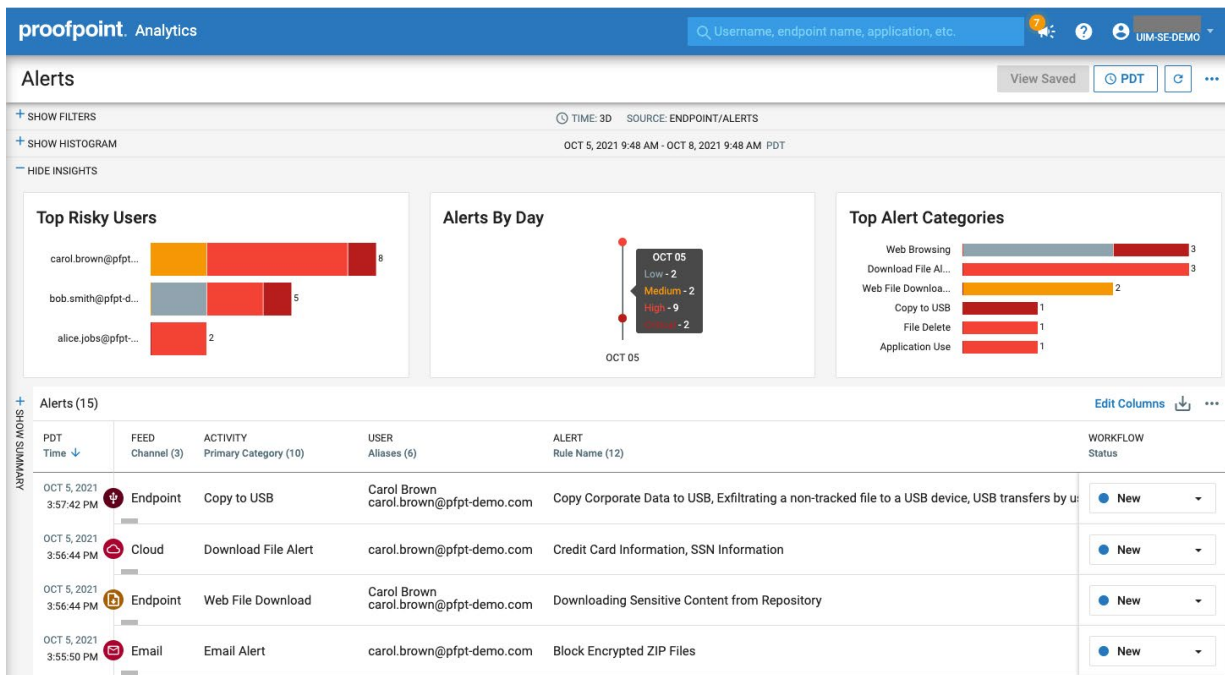 proofpoint. Analytics
Username, endpoint name, application, etc.
7
?
UIM-SE-DEMO
Alerts
View Saved
PDT
+ SHOW FILTERS
TIME: 3D SOURCE: ENDPOINT/ALERTS
+ SHOW HISTOGRAM
OCT 5, 2021 9:48 AM - OCT 8, 2021 9:48 AM PDT
− HIDE INSIGHTS
Top Risky Users
carol.brown@pfpt...
8
bob.smith@pfpt-d...
5
alice.jobs@pfpt-...
2
Alerts By Day
OCT 05
Low - 2
Medium - 2
High - 9
- 2
OCT 05
Top Alert Categories
Web Browsing
3
Download File Al...
3
Web File Downloa...
2
Copy to USB
1
File Delete
1
Application Use
1
+ SHOW SUMMARY
Alerts (15)
Edit Columns
PDT FEED ACTIVITY USER ALERT WORKFLOW
Time Channel (3) Primary Category (10) Aliases (6) Rule Name (12) Status
OCT 5, 2021
3:57:42 PM
Endpoint
Copy to USB
Carol Brown
carol.brown@pfpt-demo.com
Copy Corporate Data to USB, Exfiltrating a non-tracked file to a USB device, USB transfers by
New
OCT 5, 2021
3:56:44 PM
Cloud
Download File Alert
carol.brown@pfpt-demo.com
Credit Card Information, SSN Information
New
OCT 5, 2021
3:56:44 PM
Endpoint
Web File Download
Carol Brown
carol.brown@pfpt-demo.com
Downloading Sensitive Content from Repository
New
OCT 5, 2021
3:55:50 PM
Email
Email Alert
carol.brown@pfpt-demo.com
Block Encrypted ZIP Files
New